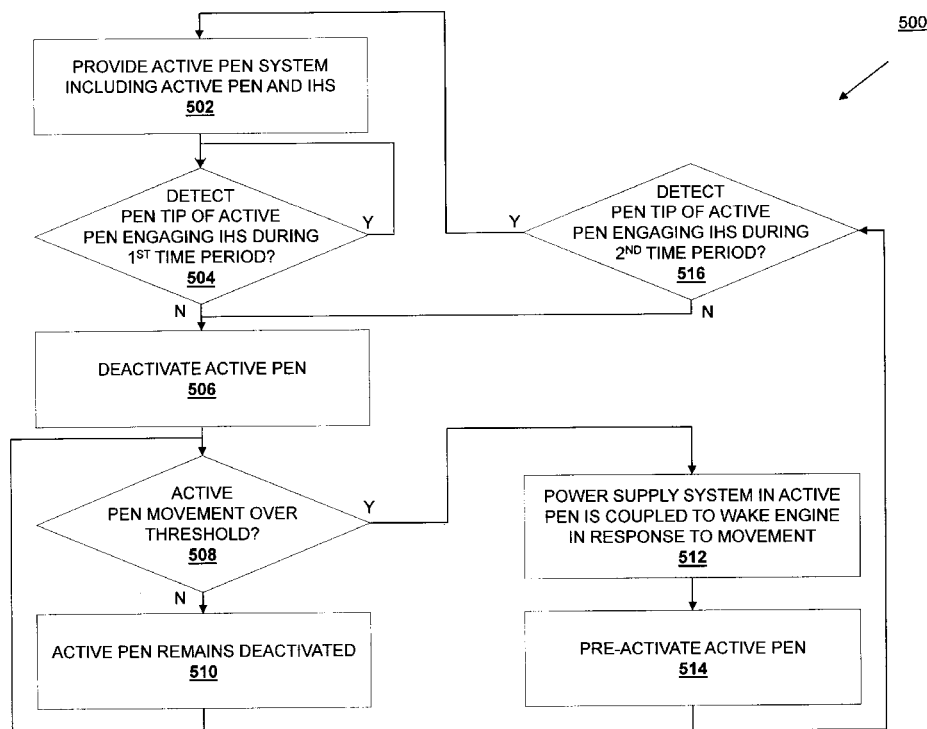 500
PROVIDE ACTIVE PEN SYSTEM
INCLUDING ACTIVE PEN AND IHS
502
DETECT
PEN TIP OF ACTIVE
PEN ENGAGING IHS DURING
1ST TIME PERIOD?
504
Y
N
DETECT
PEN TIP OF ACTIVE
PEN ENGAGING IHS DURING
2ND TIME PERIOD?
516
Y
N
DEACTIVATE ACTIVE PEN
506
ACTIVE
PEN MOVEMENT OVER
THRESHOLD?
508
Y
N
POWER SUPPLY SYSTEM IN ACTIVE
PEN IS COUPLED TO WAKE ENGINE
IN RESPONSE TO MOVEMENT
512
ACTIVE PEN REMAINS DEACTIVATED
510
PRE-ACTIVATE ACTIVE PEN
514